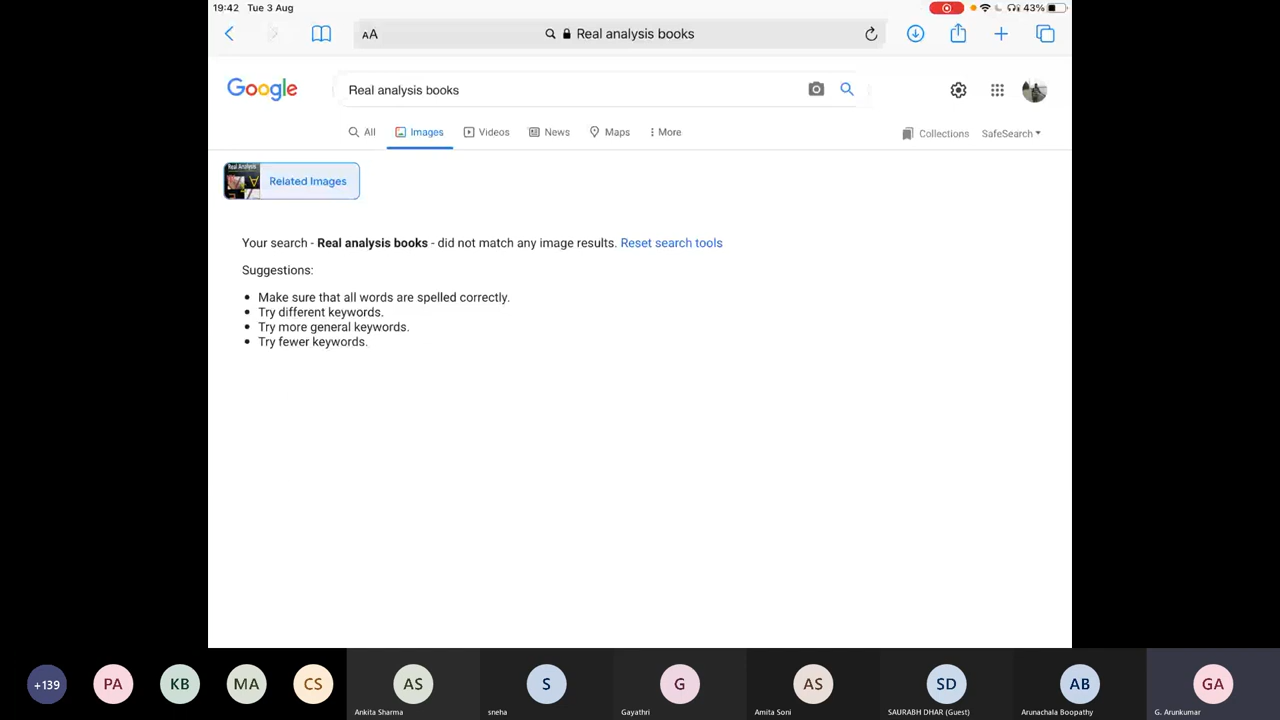 19:42 Tue 3 Aug
43%
AA
Real analysis books
Google
Real analysis books
All
Images
Videos
News
Maps
More
Collections
SafeSearch
Real Analysis
Related Images
Your search - Real analysis books - did not match any image results. Reset search tools
Suggestions:
Make sure that all words are spelled correctly.
Try different keywords.
Try more general keywords.
Try fewer keywords.
+139
PA
KB
MA
CS
AS
S
G
AS
SD
AB
GA
Ankita Sharma
sneha
Gayathri
Amita Soni
SAURABH DHAR (Guest)
Arunachala Boopathy
G. Arunkumar